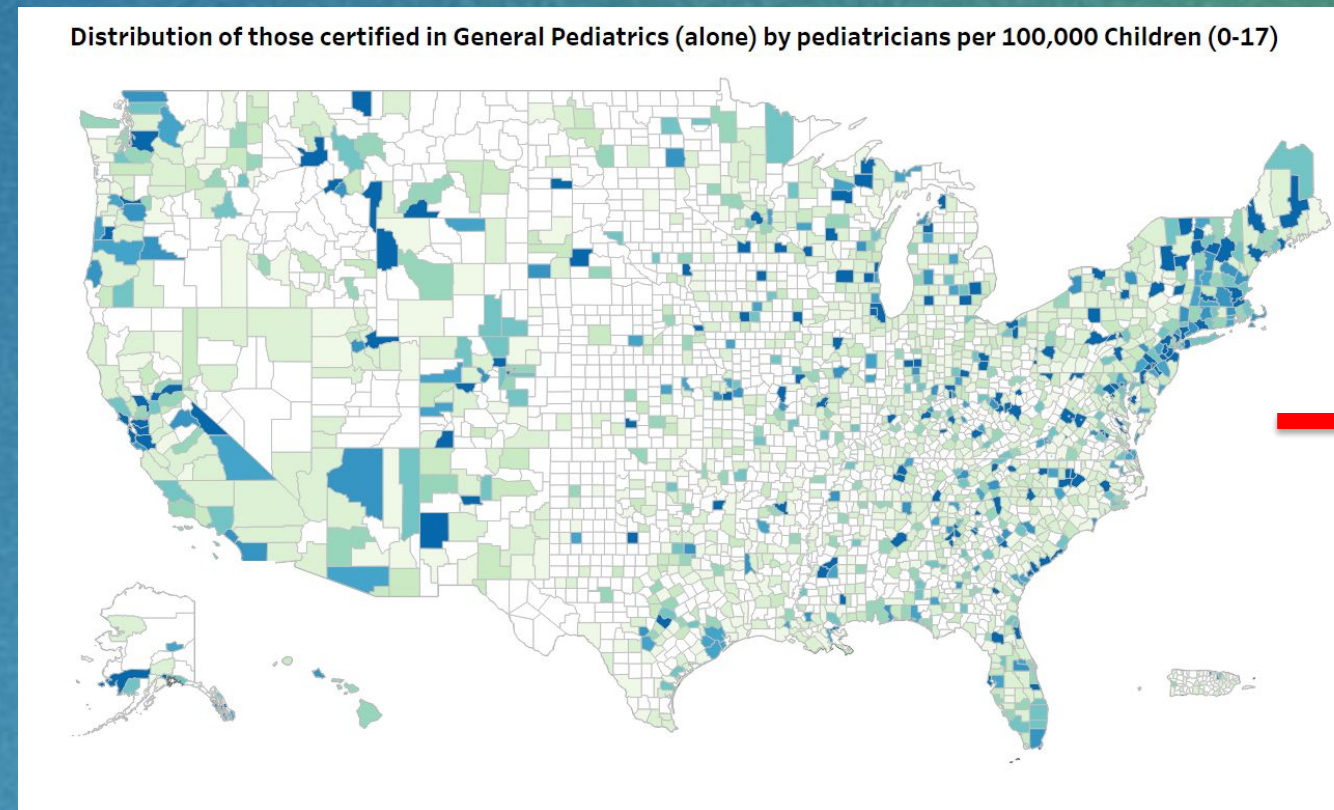 Distribution of those certified in General Pediatrics (alone) by pediatricians per 100,000 Children (0-17)